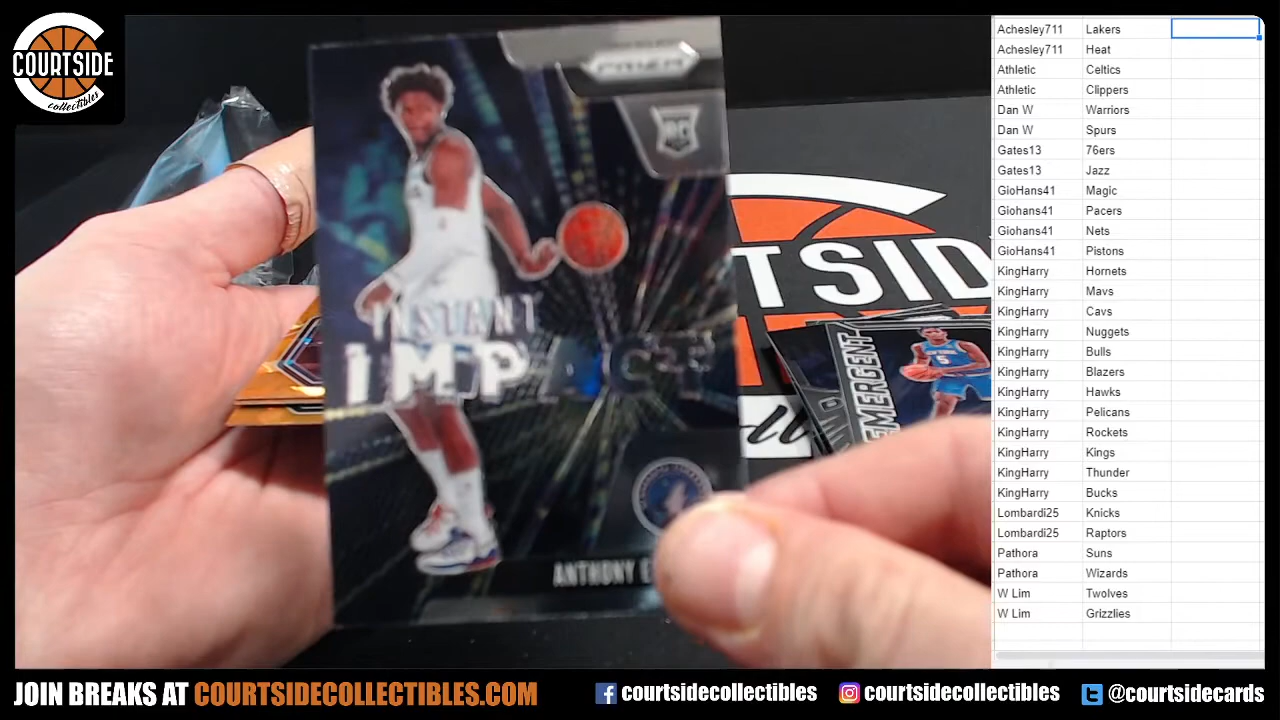 COURTSIDE
collectibles
PRIZM
RC
INSTANT
IMPACT
ANTHONY
TSID
EMERGENT
5
Achesley711 Lakers
Achesley711 Heat
Athletic Celtics
Athletic Clippers
Dan W Warriors
Dan W Spurs
Gates13 76ers
Gates13 Jazz
GioHans41 Magic
Giohans41 Pacers
Giohans41 Nets
GioHans41 Pistons
KingHarry Hornets
KingHarry Mavs
KingHarry Cavs
KingHarry Nuggets
KingHarry Bulls
KingHarry Blazers
KingHarry Hawks
KingHarry Pelicans
KingHarry Rockets
KingHarry Kings
KingHarry Thunder
KingHarry Bucks
Lombardi25 Knicks
Lombardi25 Raptors
Pathora Suns
Pathora Wizards
W Lim Twolves
W Lim Grizzlies
JOIN BREAKS AT COURTSIDECOLLECTIBLES.COM
courtsidecollectibles
courtsidecollectibles
@courtsidecards